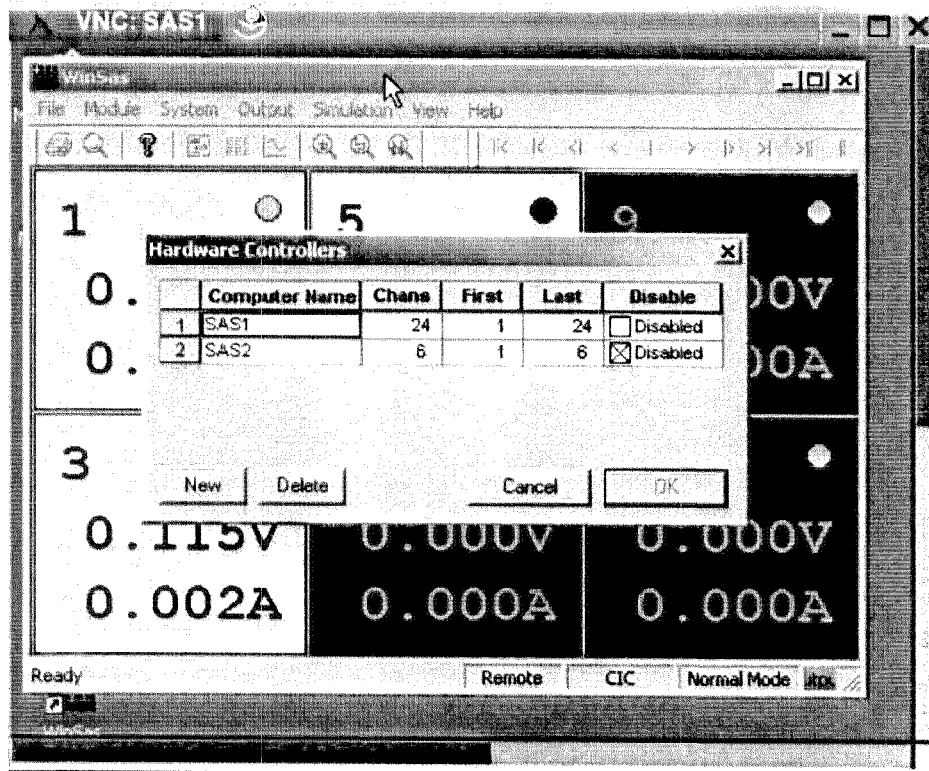 VNC: SAS1
WinSas
File Module System Output Simulation View Help
1
5
9
Hardware Controllers
Computer Name Chans First Last Disable
1 SAS1 24 1 24 Disabled
2 SAS2 6 1 6 Disabled
New Delete Cancel OK
0.
00V
0.
00A
3
0.115V 0.000V 0.000V
0.002A 0.000A 0.000A
Ready Remote CIC Normal Mode
WinSas